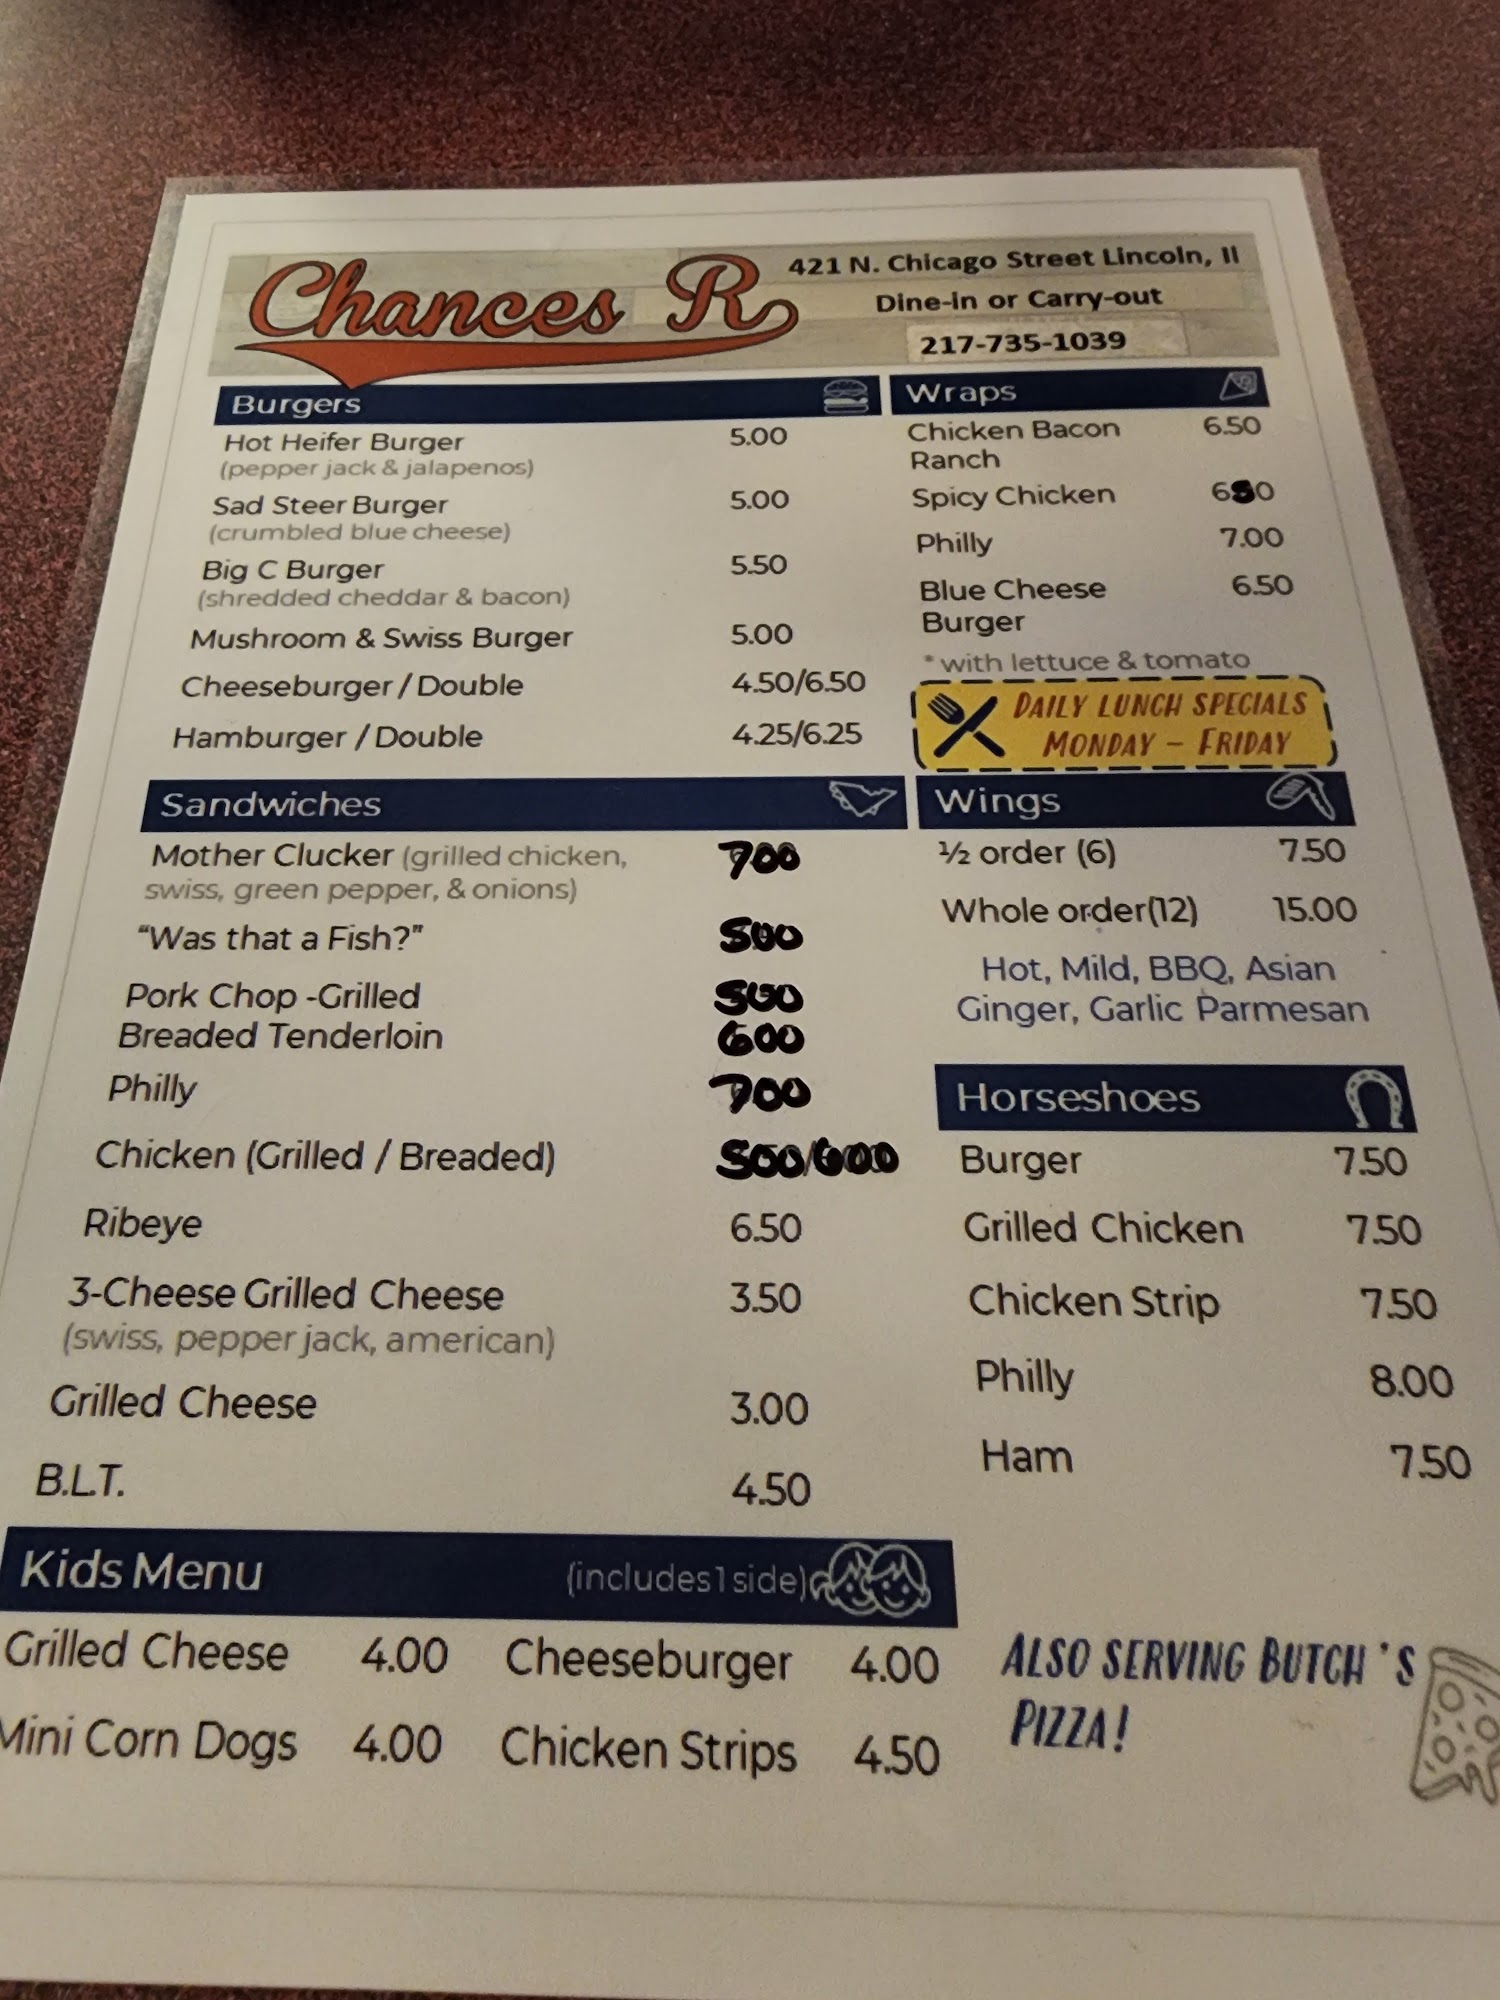 Chances R
421 N. Chicago Street Lincoln, Il
Dine-in or Carry-out
217-735-1039
Burgers
Hot Heifer Burger 5.00
(pepper jack & jalapenos)
Sad Steer Burger 5.00
(crumbled blue cheese)
Big C Burger 5.50
(shredded cheddar & bacon)
Mushroom & Swiss Burger 5.00
Cheeseburger / Double 4.50/6.50
Hamburger / Double 4.25/6.25
Wraps
Chicken Bacon 6.50
Ranch
Spicy Chicken 650
Philly 7.00
Blue Cheese 6.50
Burger
* with lettuce & tomato
DAILY LUNCH SPECIALS
MONDAY – FRIDAY
Sandwiches
Mother Clucker (grilled chicken, 700
swiss, green pepper, & onions)
"Was that a Fish?" 500
Pork Chop -Grilled 500
Breaded Tenderloin 600
Philly 700
Chicken (Grilled / Breaded) 500/600
Ribeye 6.50
3-Cheese Grilled Cheese 3.50
(swiss, pepper jack, american)
Grilled Cheese 3.00
B.L.T. 4.50
Wings
½ order (6) 7.50
Whole order(12) 15.00
Hot, Mild, BBQ, Asian
Ginger, Garlic Parmesan
Horseshoes
Burger 7.50
Grilled Chicken 7.50
Chicken Strip 7.50
Philly 8.00
Ham 7.50
Kids Menu (includes 1 side)
Grilled Cheese 4.00 Cheeseburger 4.00
Mini Corn Dogs 4.00 Chicken Strips 4.50
ALSO SERVING BUTCH'S
PIZZA!